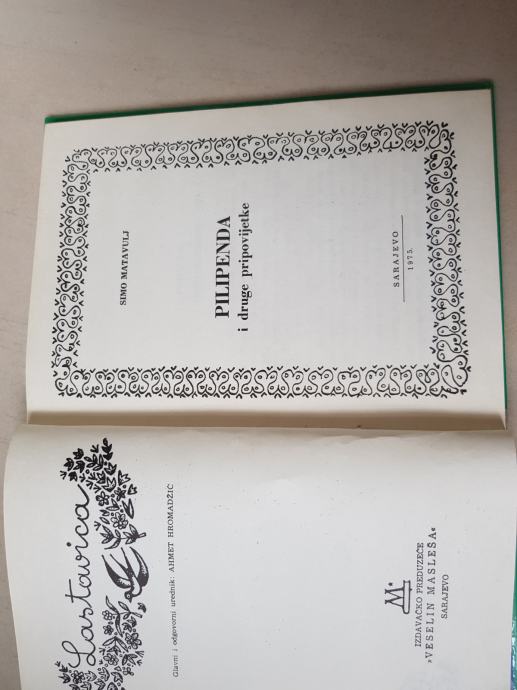 Lastavica
Glavni i odgovorni urednik: AHMET HROMADŽIĆ
M
IZDAVAČKO PREDUZEĆE
»VESELIN MASLEŠA«
SARAJEVO
SIMO MATAVULJ
PILIPENDA
i druge pripovijetke
SARAJEVO
1975.